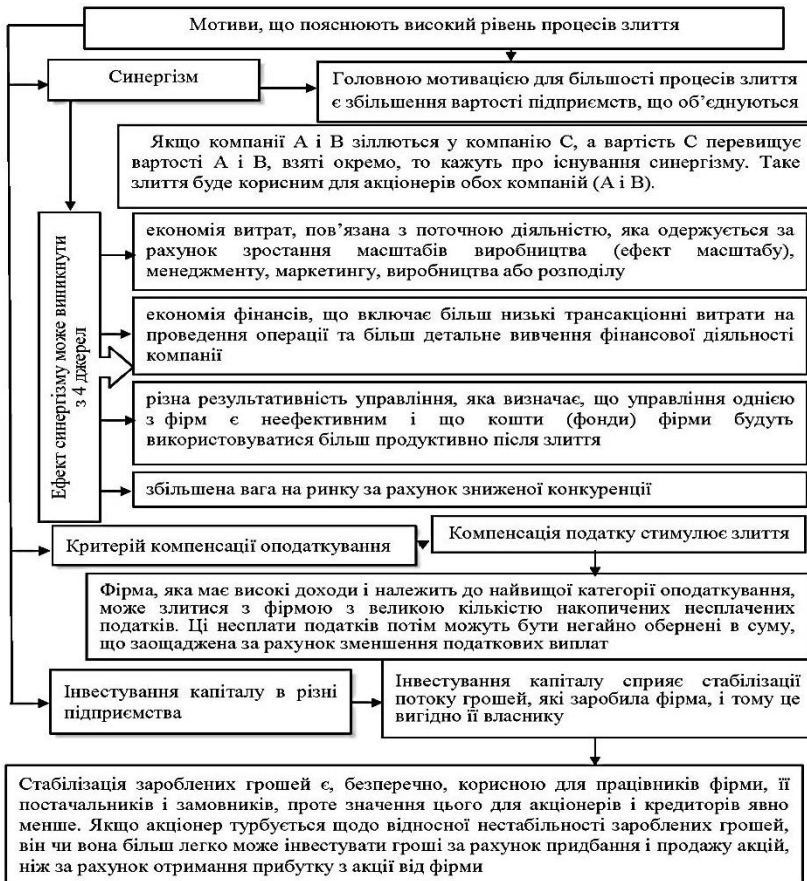 Мотиви, що пояснюють високий рівень процесів злиття
Синергізм
Головною мотивацією для більшості процесів злиття
є збільшення вартості підприємств, що об’єднуються
Якщо компанії А і В зіллються у компанію С, а вартість С перевищує
вартості А і В, взяті окремо, то кажуть про існування синергізму. Таке
злиття буде корисним для акціонерів обох компаній (А і В).
Ефект синергізму може виникнути
з 4 джерел
економія витрат, пов’язана з поточною діяльністю, яка одержується за
рахунок зростання масштабів виробництва (ефект масштабу),
менеджменту, маркетингу, виробництва або розподілу
економія фінансів, що включає більш низькі трансакціонні витрати на
проведення операції та більш детальне вивчення фінансової діяльності
компанії
різна результативність управління, яка визначає, що управління однією
з фірм є неефективним і що кошти (фонди) фірми будуть
використовуватися більш продуктивно після злиття
збільшена вага на ринку за рахунок зниженої конкуренції
Критерій компенсації оподаткування
Компенсація податку стимулює злиття
Фірма, яка має високі доходи і належить до найвищої категорії оподаткування,
може злитися з фірмою з великою кількістю накопичених несплачених
податків. Ці несплати податків потім можуть бути негайно обернені в суму,
що заощаджена за рахунок зменшення податкових виплат
Інвестування капіталу в різні
підприємства
Інвестування капіталу сприяє стабілізації
потоку грошей, які заробила фірма, і тому це
вигідно її власнику
Стабілізація зароблених грошей є, безперечно, корисною для працівників фірми, її
постачальників і замовників, проте значення цього для акціонерів і кредиторів явно
менше. Якщо акціонер турбується щодо відносної нестабільності зароблених грошей,
він чи вона більш легко може інвестувати гроші за рахунок придбання і продажу акцій,
ніж за рахунок отримання прибутку з акції від фірми